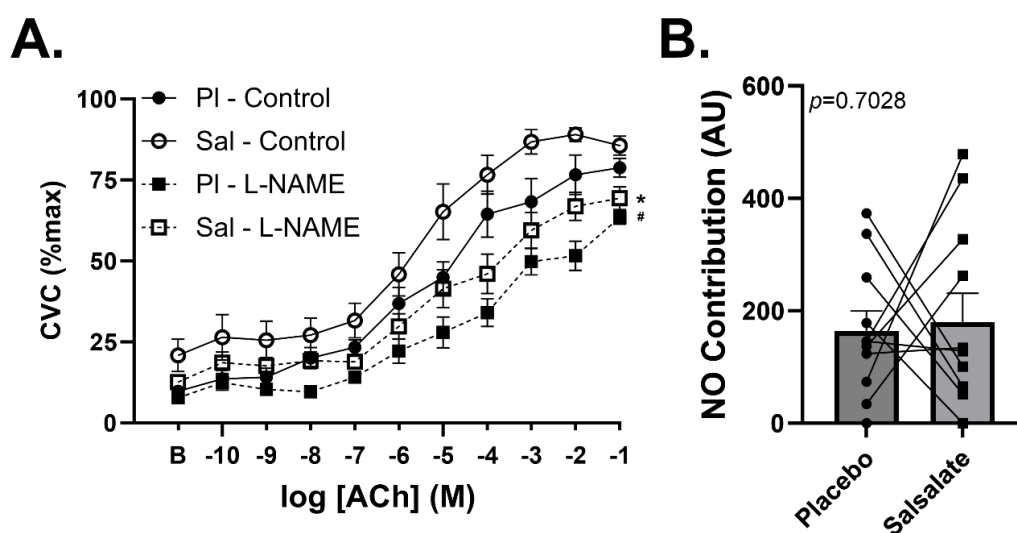 A.
CVC (%max)
100
75
50
25
0
Pl - Control
Sal - Control
Pl - L-NAME
Sal - L-NAME
*
#
B -10 -9 -8 -7 -6 -5 -4 -3 -2 -1
log [ACh] (M)
B.
NO Contribution (AU)
600
400
200
0
p=0.7028
Placebo
Salsalate